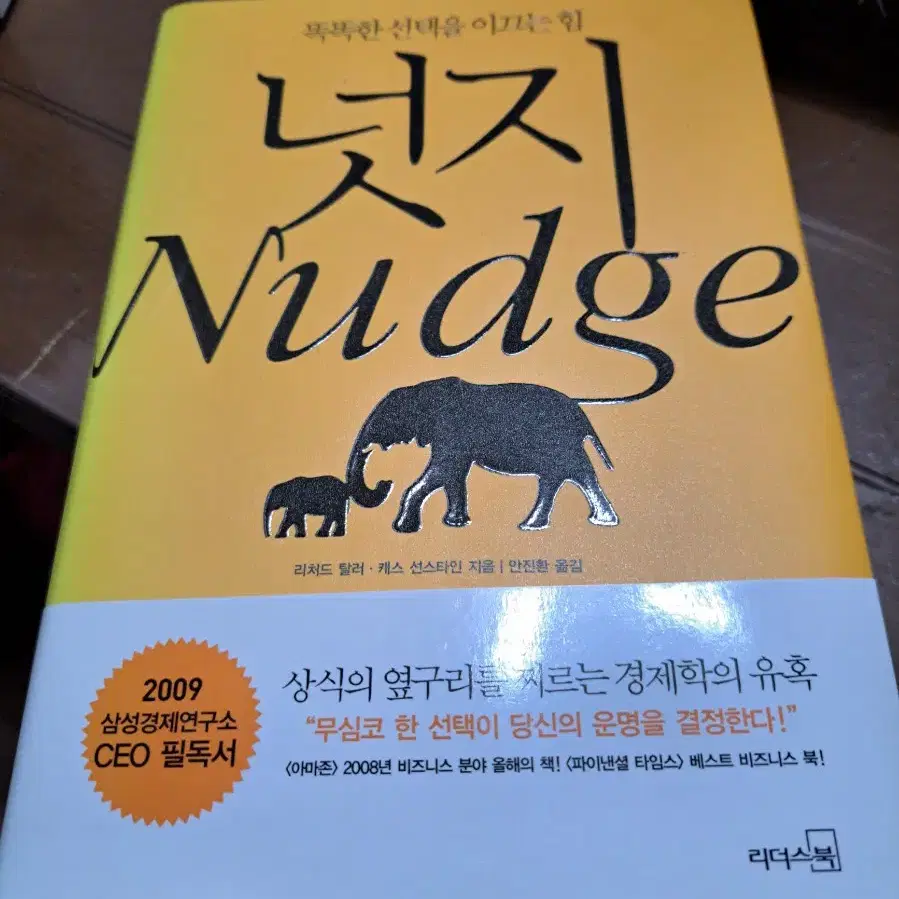 똑똑한 선택을 이끄는 힘
넛지
Nudge
리처드 탈러 · 캐스 선스타인 지음 | 안진환 옮김
2009
삼성경제연구소
CEO 필독서
상식의 옆구리를 찌르는 경제학의 유혹
“무심코 한 선택이 당신의 운명을 결정한다!”
〈아마존〉 2008년 비즈니스 분야 올해의 책! 〈파이낸셜 타임스〉 베스트 비즈니스 북!
리더스북